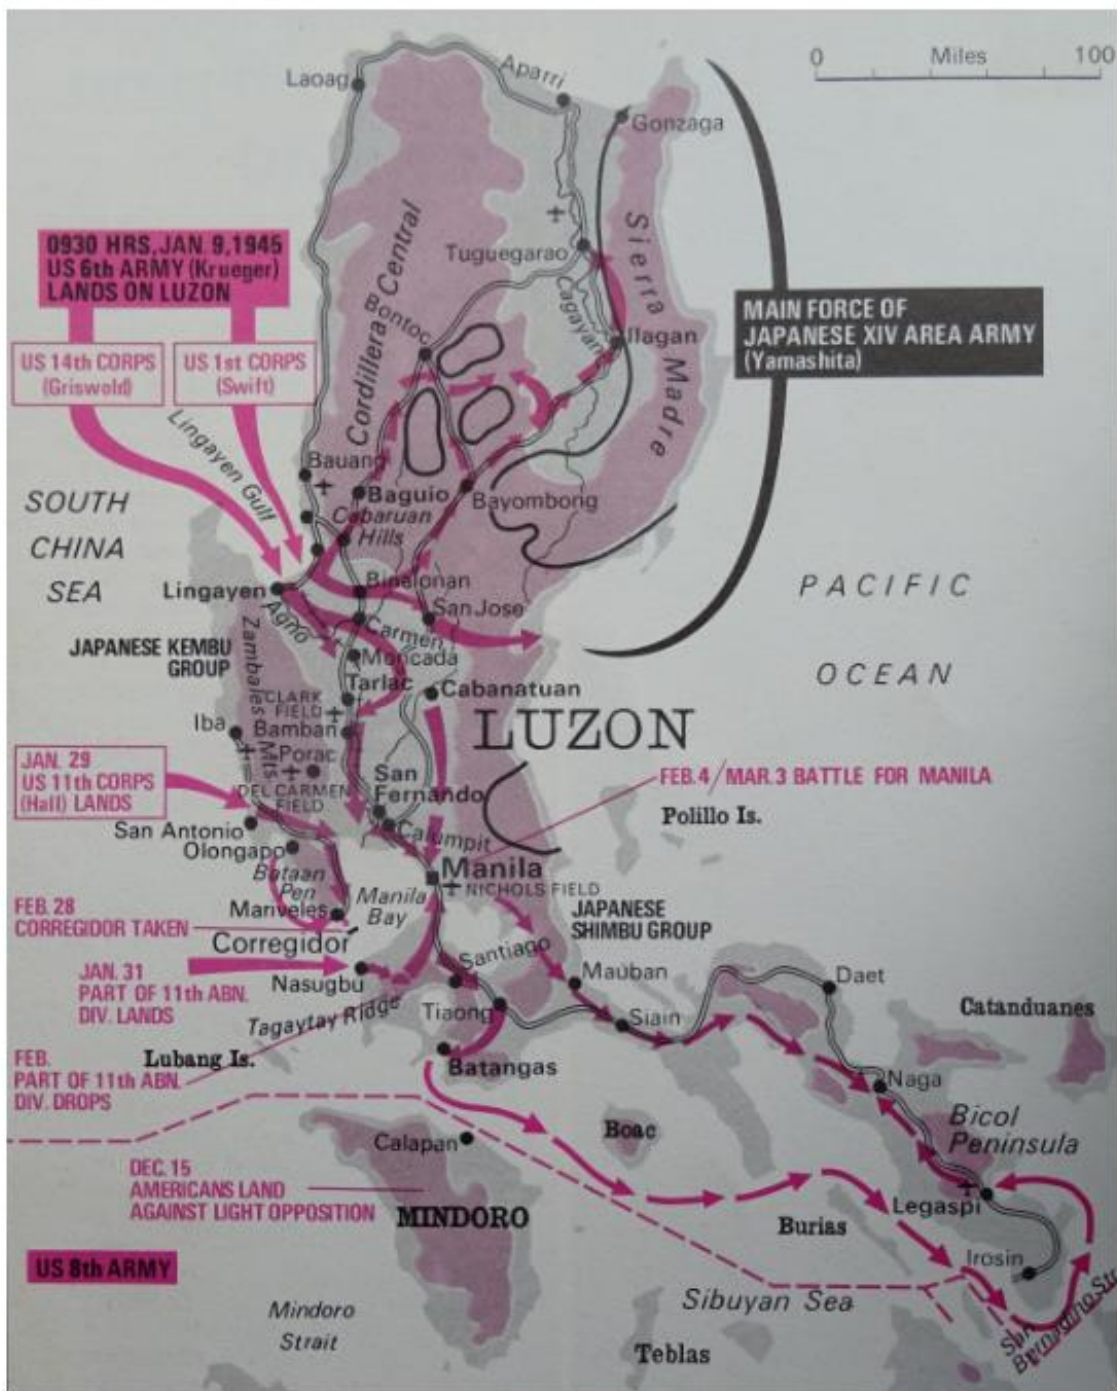 0
Miles
100
Laoag
Aparri
Gonzaga
0930 HRS, JAN. 9, 1945
US 6th ARMY (Krueger)
LANDS ON LUZON
Tuguegarao
Cordillera Central
Sierra Madre
Bontoc
Cagayan
Ilagan
MAIN FORCE OF
JAPANESE XIV AREA ARMY
(Yamashita)
US 14th CORPS
(Griswold)
US 1st CORPS
(Swift)
Lingayen Gulf
Bauang
Baguio
Cabaruan
Hills
Bayombong
SOUTH
CHINA
SEA
PACIFIC
OCEAN
Lingayen
Agno
Binalonan
San Jose
Carmen
Moncada
JAPANESE KEMBU
GROUP
Zambales Mts
Tarlac
Cabanatuan
CLARK
FIELD
Iba
Bamban
LUZON
Porac
DEL CARMEN
FIELD
San
Fernando
JAN. 29
US 11th CORPS
(Hall) LANDS
FEB. 4/MAR. 3 BATTLE FOR MANILA
Polillo Is.
San Antonio
Olongapo
Calumpit
Bataan
Pen
Manila
NICHOLS FIELD
Manila
Bay
Mariveles
FEB. 28
CORREGIDOR TAKEN
Corregidor
JAPANESE
SHIMBU GROUP
JAN. 31
PART OF 11th ABN.
DIV. LANDS
Nasugbu
Santiago
Mauban
Daet
Tagaytay Ridge
Tiaong
Siain
Catanduanes
Lubang Is.
Batangas
FEB.
PART OF 11th ABN.
DIV. DROPS
Naga
Bicol
Peninsula
Calapan
Boac
DEC. 15
AMERICANS LAND
AGAINST LIGHT OPPOSITION
MINDORO
Burias
Legaspi
US 8th ARMY
Irosin
Mindoro
Strait
Sibuyan Sea
San
Bernardino Str
Teblas